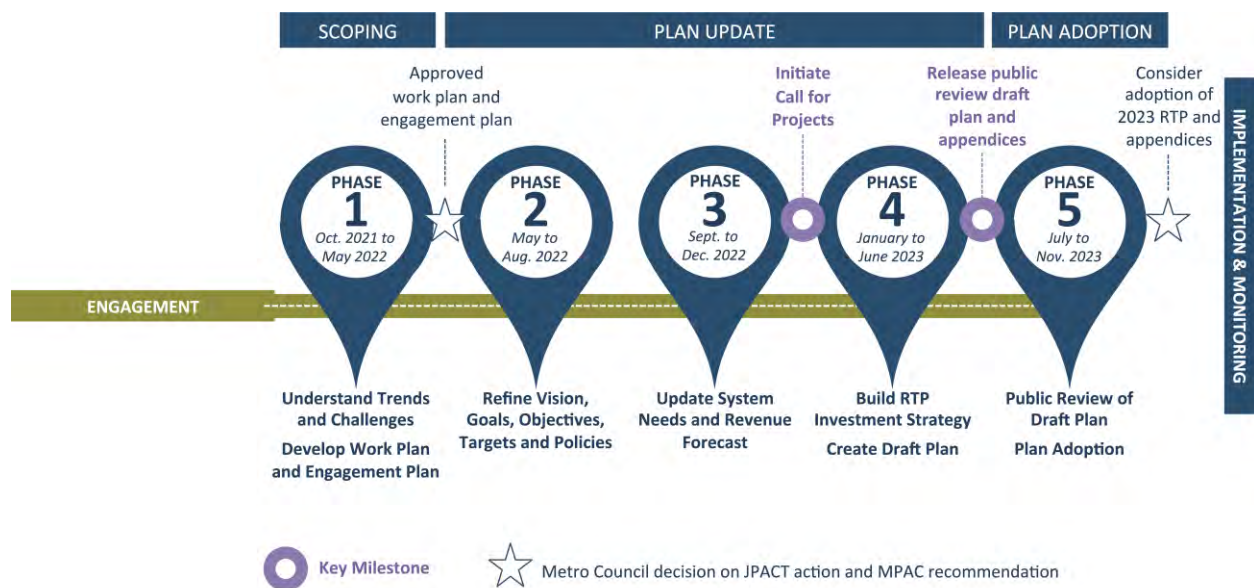 SCOPING
PLAN UPDATE
PLAN ADOPTION
Approved
work plan and
engagement plan
Initiate
Call for
Projects
Release public
review draft
plan and
appendices
Consider
adoption of
2023 RTP and
appendices
PHASE
1
Oct. 2021 to
May 2022
PHASE
2
May to
Aug. 2022
PHASE
3
Sept. to
Dec. 2022
PHASE
4
January to
June 2023
PHASE
5
July to
Nov. 2023
IMPLEMENTATION & MONITORING
ENGAGEMENT
Understand Trends
and Challenges
Develop Work Plan
and Engagement Plan
Refine Vision,
Goals, Objectives,
Targets and Policies
Update System
Needs and Revenue
Forecast
Build RTP
Investment Strategy
Create Draft Plan
Public Review of
Draft Plan
Plan Adoption
Key Milestone
Metro Council decision on JPACT action and MPAC recommendation